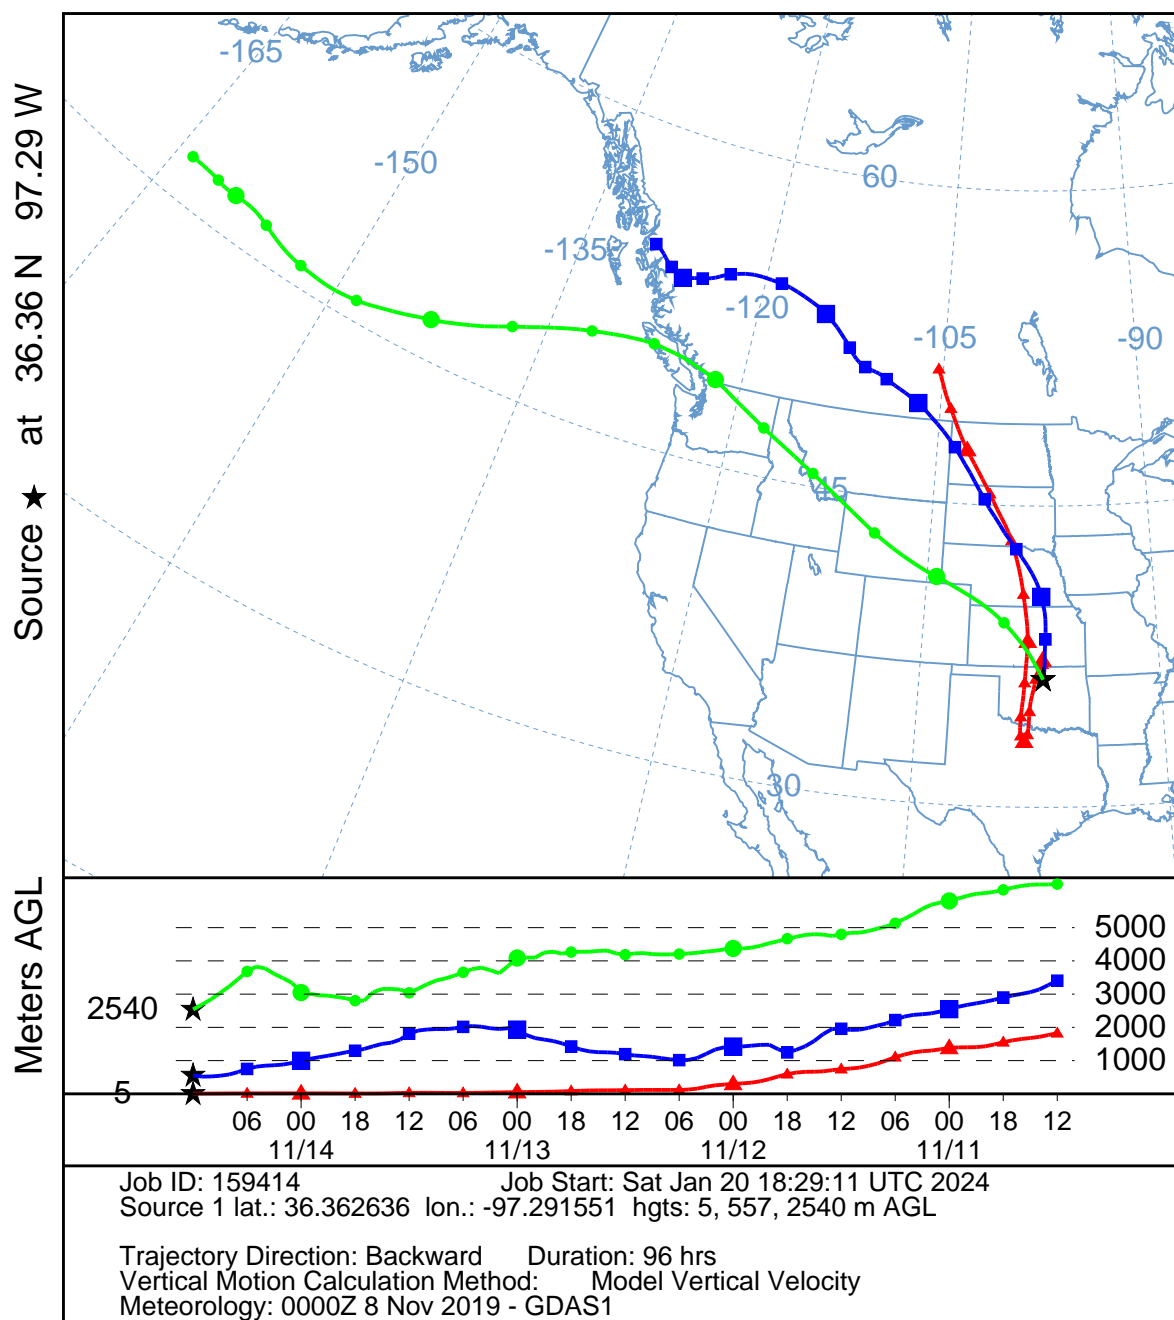 Source ★ at 36.36 N 97.29 W
-165
-150
60
-135
-120
-105
-90
45
30
Meters AGL
5000
4000
2540
3000
2000
1000
5
06 00 18 12 06 00 18 12 06 00 18 12 06 00 18 12
11/14 11/13 11/12 11/11
Job ID: 159414 Job Start: Sat Jan 20 18:29:11 UTC 2024
Source 1 lat.: 36.362636 lon.: -97.291551 hgts: 5, 557, 2540 m AGL
Trajectory Direction: Backward Duration: 96 hrs
Vertical Motion Calculation Method: Model Vertical Velocity
Meteorology: 0000Z 8 Nov 2019 - GDAS1